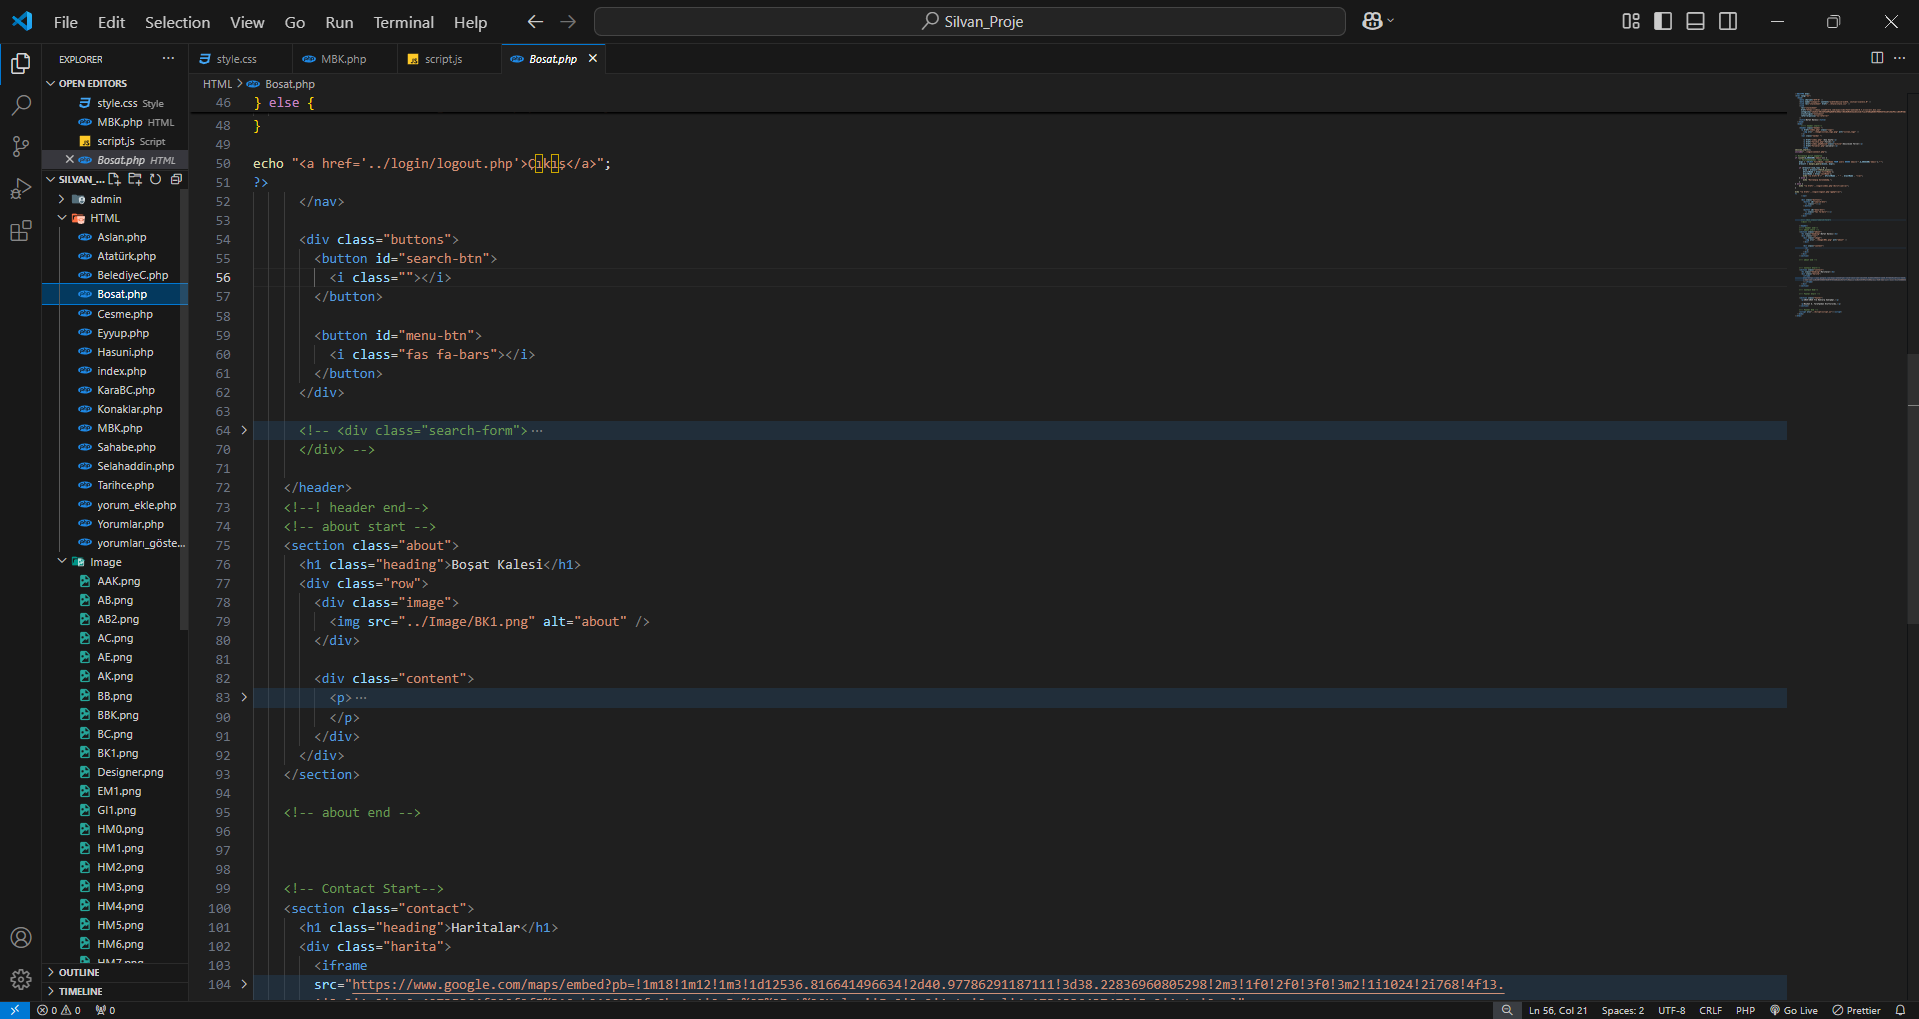 File Edit Selection View Go Run Terminal Help
Silvan_Proje
EXPLORER
OPEN EDITORS
style.css Style
MBK.php HTML
script.js Script
Bosat.php HTML
SILVAN_...
admin
HTML
Aslan.php
Atatürk.php
BelediyeC.php
Bosat.php
Cesme.php
Eyyup.php
Hasuni.php
index.php
KaraBC.php
Konaklar.php
MBK.php
Sahabe.php
Selahaddin.php
Tarihce.php
yorum_ekle.php
Yorumlar.php
yorumları_göste...
Image
AAK.png
AB.png
AB2.png
AC.png
AE.png
AK.png
BB.png
BBK.png
BC.png
BK1.png
Designer.png
EM1.png
GI1.png
HM0.png
HM1.png
HM2.png
HM3.png
HM4.png
HM5.png
HM6.png
HM7.png
OUTLINE
TIMELINE
style.css MBK.php script.js Bosat.php
HTML > Bosat.php
46 } else {
48 }
49
50 echo "<a href='../login/logout.php'>Çıkış</a>";
51 ?>
52 </nav>
53
54 <div class="buttons">
55 <button id="search-btn">
56 <i class=""></i>
57 </button>
58
59 <button id="menu-btn">
60 <i class="fas fa-bars"></i>
61 </button>
62 </div>
63
64 <!-- <div class="search-form"> ...
70 </div> -->
71
72 </header>
73 <!--! header end-->
74 <!-- about start -->
75 <section class="about">
76 <h1 class="heading">Boşat Kalesi</h1>
77 <div class="row">
78 <div class="image">
79 <img src="../Image/BK1.png" alt="about" />
80 </div>
81
82 <div class="content">
83 <p> ...
90 </p>
91 </div>
92 </div>
93 </section>
94
95 <!-- about end -->
96
97
98
99 <!-- Contact Start-->
100 <section class="contact">
101 <h1 class="heading">Haritalar</h1>
102 <div class="harita">
103 <iframe
104 src="https://www.google.com/maps/embed?pb=!1m18!1m12!1m3!1d12536.816641496634!2d40.97786291187111!3d38.22836960805298!2m3!1f0!2f0!3f0!3m2!1i1024!2i768!4f13.
0 0 0
Ln 56, Col 21 Spaces: 2 UTF-8 CRLF PHP Go Live Prettier